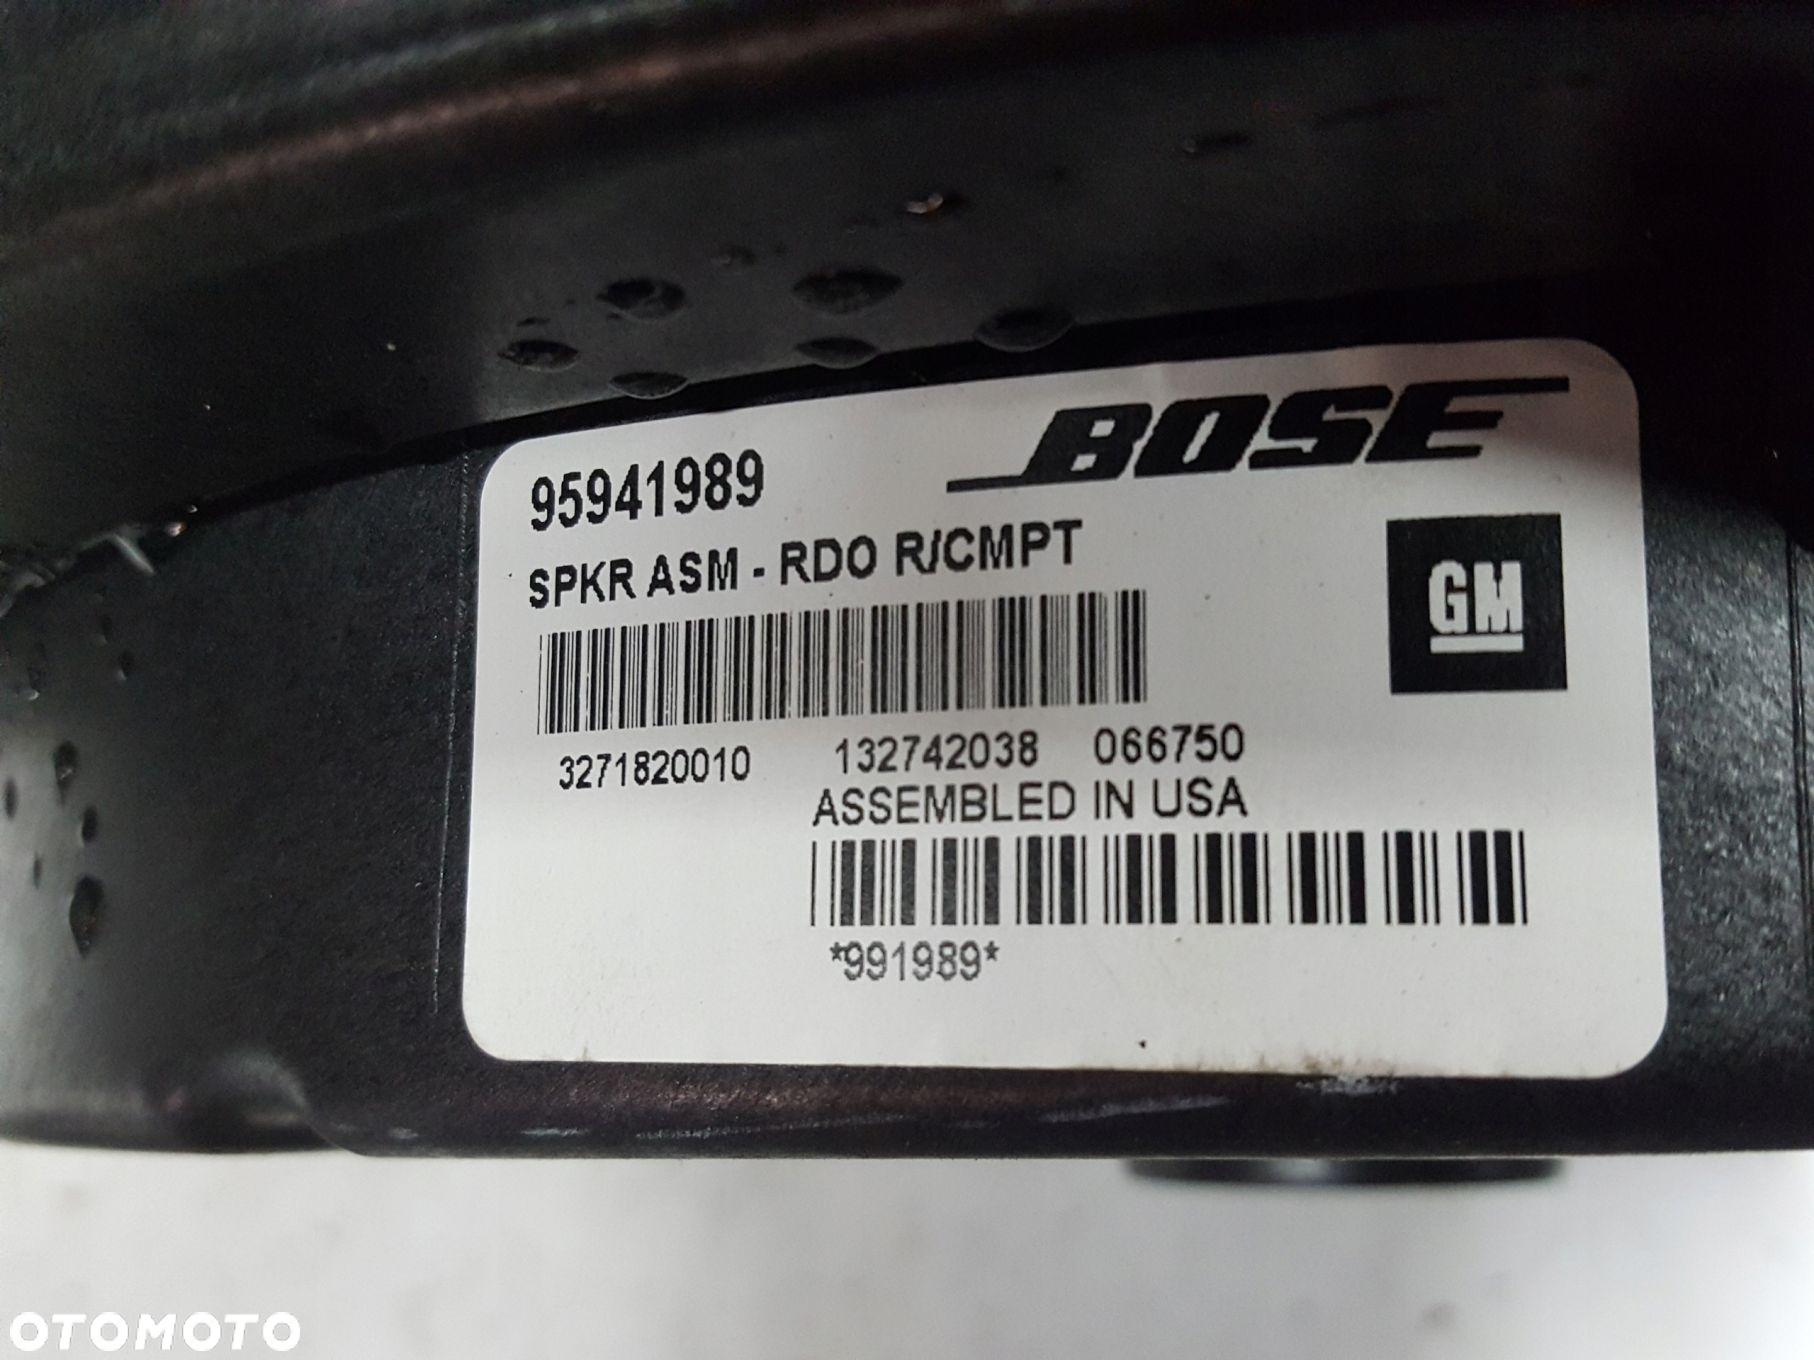 BOSE
95941989
SPKR ASM - RDO R/CMPT
GM
3271820010 132742038 066750
ASSEMBLED IN USA
*991989*
OTOMOTO